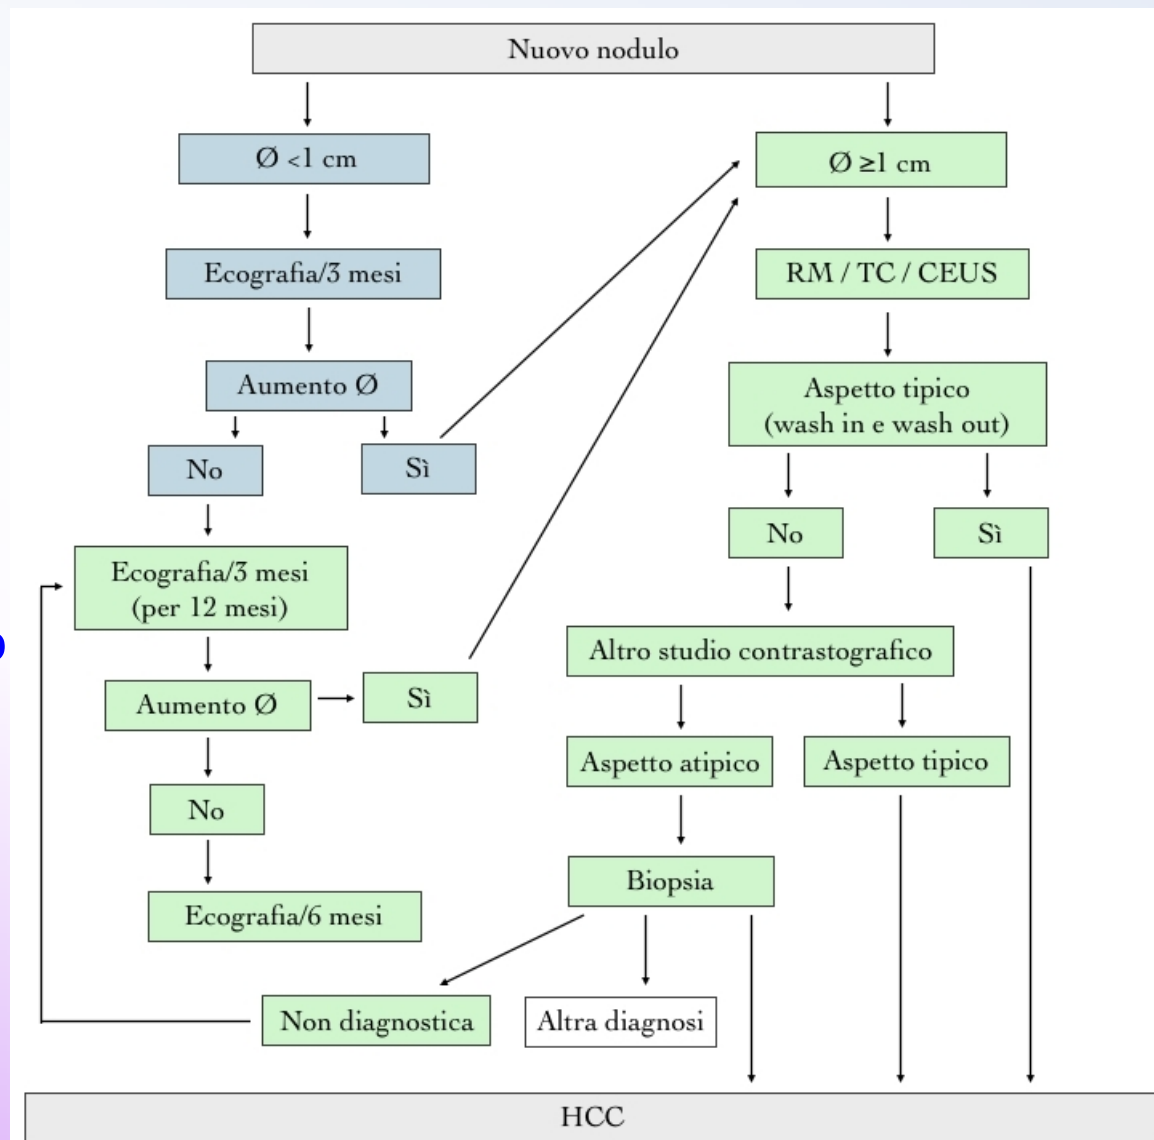 Nuovo nodulo
Ø <1 cm
Ø ≥1 cm
Ecografia/3 mesi
RM / TC / CEUS
Aumento Ø
Aspetto tipico
(wash in e wash out)
No
Sì
No
Sì
Ecografia/3 mesi
(per 12 mesi)
Altro studio contrastografico
Aumento Ø
Sì
Aspetto atipico
Aspetto tipico
No
Biopsia
Ecografia/6 mesi
Non diagnostica
Altra diagnosi
HCC